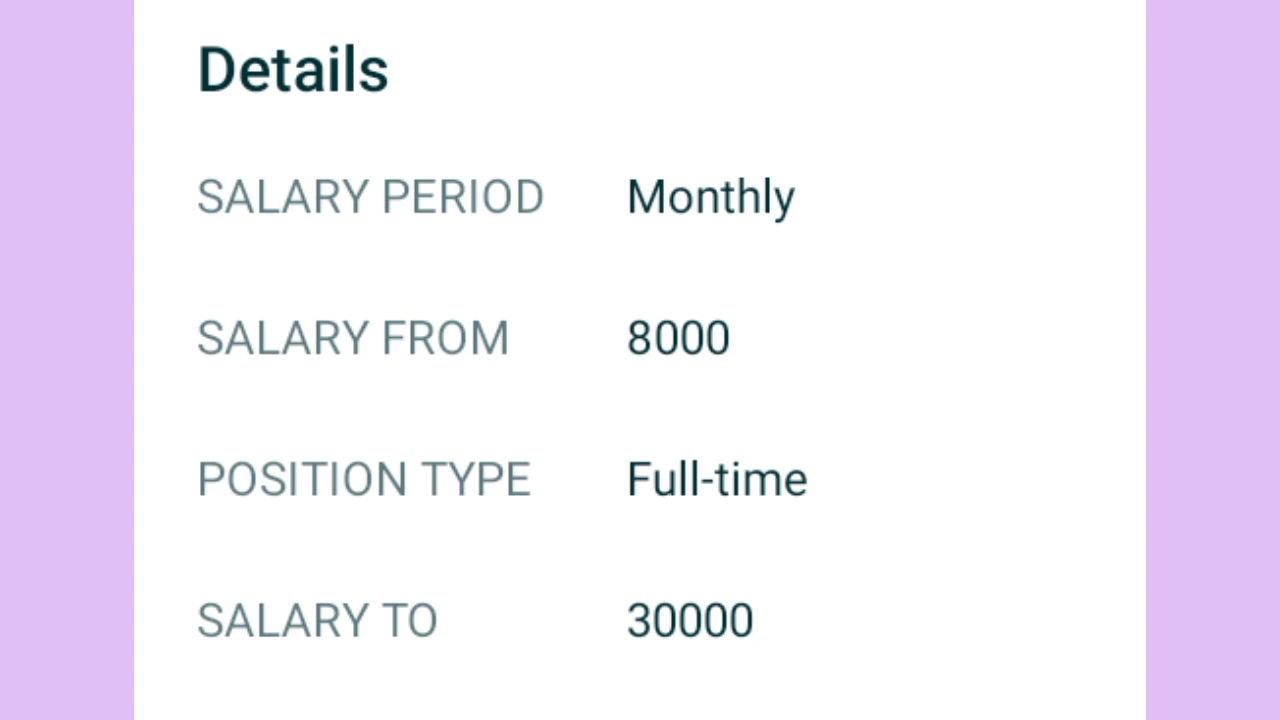 Details
SALARY PERIOD Monthly
SALARY FROM 8000
POSITION TYPE Full-time
SALARY TO 30000